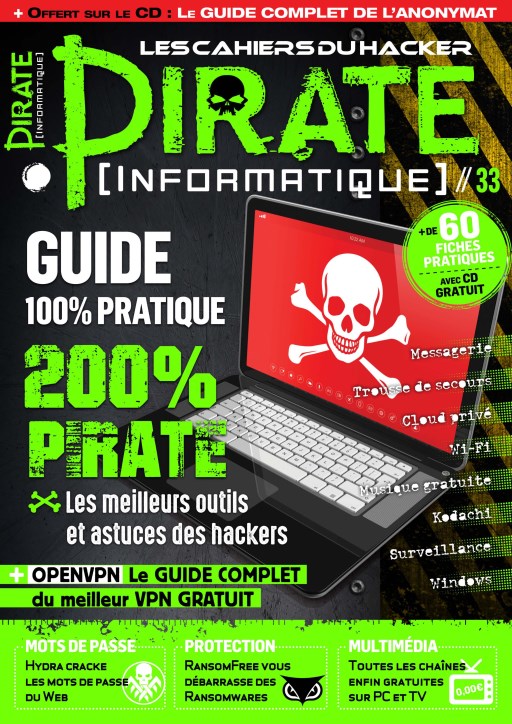 + OFFERT SUR LE CD : LE GUIDE COMPLET DE L'ANONYMAT
PIRATE
[INFORMATIQUE]
LES CAHIERS DU HACKER
PIRATE
[INFORMATIQUE] // 33
+ DE 60
FICHES
PRATIQUES
AVEC CD
GRATUIT
GUIDE
100% PRATIQUE
200%
PIRATE
Les meilleurs outils
et astuces des hackers
+ OPENVPN Le GUIDE COMPLET
du meilleur VPN GRATUIT
Messagerie
Trousse de secours
Cloud privé
Wi-Fi
Musique gratuite
Kodachi
Surveillance
Windows
MOTS DE PASSE
HYDRA CRACKE
LES MOTS DE PASSE
DU WEB
PROTECTION
RANSOMFREE VOUS
DÉBARRASSE DES
RANSOMWARES
MULTIMÉDIA
TOUTES LES CHAÎNES
ENFIN GRATUITES
SUR PC ET TV
0,00€